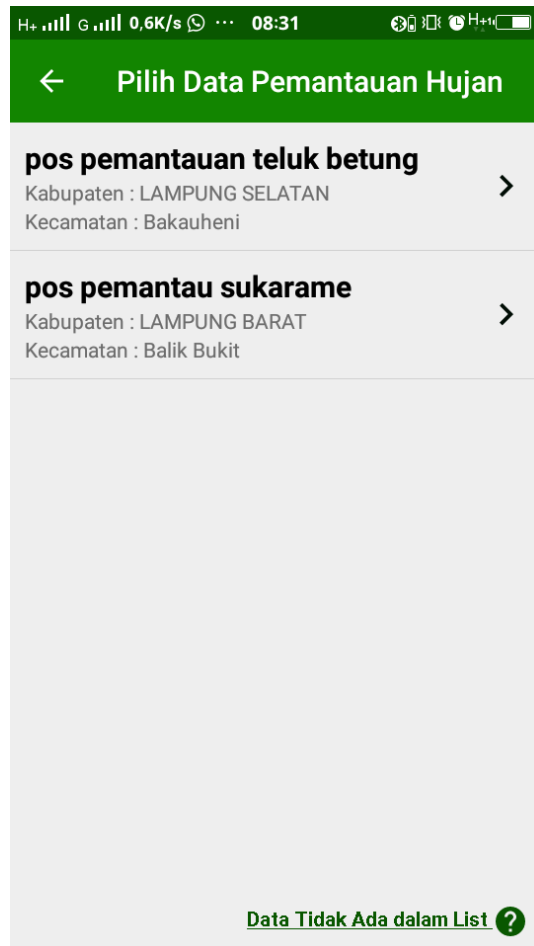 H+ G 0,6K/s ... 08:31 H+
Pilih Data Pemantauan Hujan
pos pemantauan teluk betung
Kabupaten : LAMPUNG SELATAN
Kecamatan : Bakauheni
pos pemantau sukarame
Kabupaten : LAMPUNG BARAT
Kecamatan : Balik Bukit
Data Tidak Ada dalam List ?